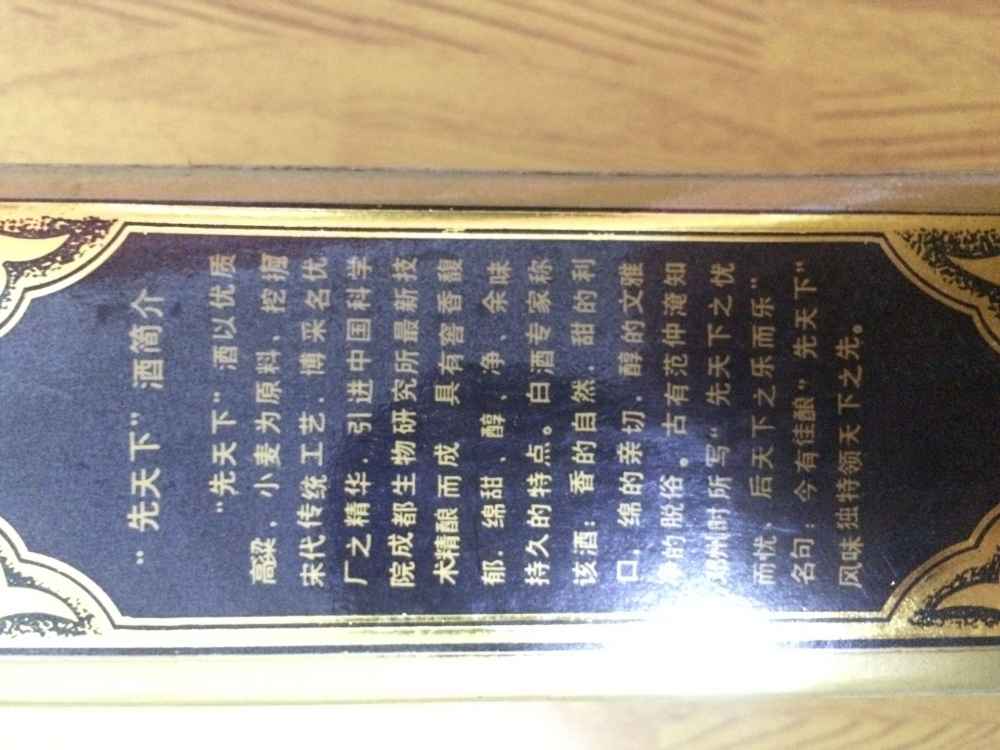 “先天下”酒简介
“先天下”酒以优质
高粱，小麦为原料、挖掘
宋代传统工艺．博采名优
广之精华．引进中国科学
院成都生物研究所最新技
术精酿而成 具有窖香馥
郁．绵甜、醇、净、余味
持久的特点。白酒专家称
该酒：香的自然．甜的利
口．绵的亲切．醇的文雅
的脱俗。古有范仲淹知
邓州时所写“先天下之忧
而忧、后天下之乐而乐”
名句：今有佳酿”先天下“
风味独特领天下之先。